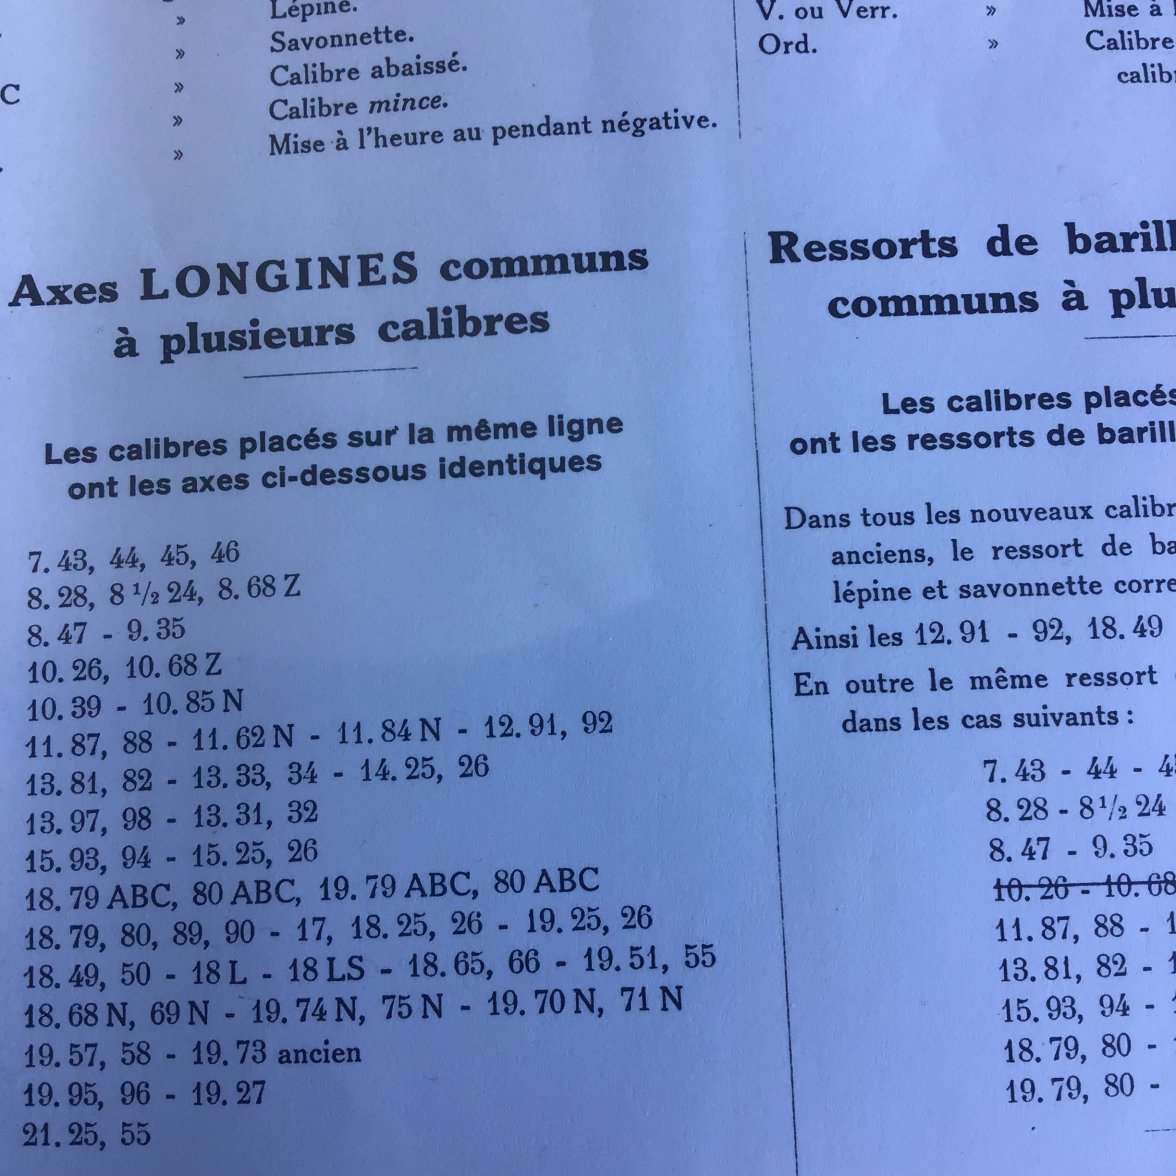 » Lépine.
» Savonnette.
» Calibre abaissé.
C » Calibre mince.
» Mise à l'heure au pendant négative.
V. ou Verr. » Mise à
Ord. » Calibre
Axes LONGINES communs
à plusieurs calibres
Les calibres placés sur la même ligne
ont les axes ci-dessous identiques
7. 43, 44, 45, 46
8. 28, 8 1/2 24, 8. 68 Z
8. 47 - 9. 35
10. 26, 10. 68 Z
10. 39 - 10. 85 N
11. 87, 88 - 11. 62 N - 11. 84 N - 12. 91, 92
13. 81, 82 - 13. 33, 34 - 14. 25, 26
13. 97, 98 - 13. 31, 32
15. 93, 94 - 15. 25, 26
18. 79 ABC, 80 ABC, 19. 79 ABC, 80 ABC
18. 79, 80, 89, 90 - 17, 18. 25, 26 - 19. 25, 26
18. 49, 50 - 18 L - 18 LS - 18. 65, 66 - 19. 51, 55
18. 68 N, 69 N - 19. 74 N, 75 N - 19. 70 N, 71 N
19. 57, 58 - 19. 73 ancien
19. 95, 96 - 19. 27
21. 25, 55
Ressorts de barill
communs à plu
Les calibres placés
ont les ressorts de barill
Dans tous les nouveaux calibr
anciens, le ressort de ba
lépine et savonnette corre
Ainsi les 12. 91 - 92, 18. 49
En outre le même ressort
dans les cas suivants :
7. 43 - 44 - 4
8. 28 - 8 1/2 24
8. 47 - 9. 35
10. 26 - 10. 68
11. 87, 88 - 1
13. 81, 82 - 1
15. 93, 94 -
18. 79, 80 -
19. 79, 80 -